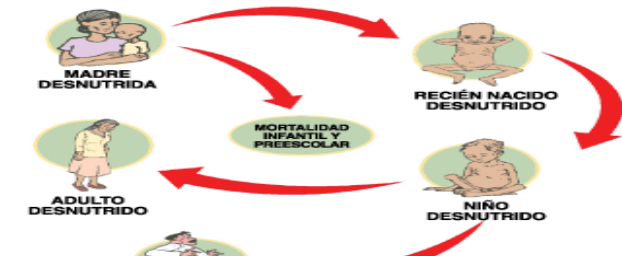 MADRE
DESNUTRIDA
RECIÉN NACIDO
DESNUTRIDO
MORTALIDAD
INFANTIL Y
PREESCOLAR
ADULTO
DESNUTRIDO
NIÑO
DESNUTRIDO